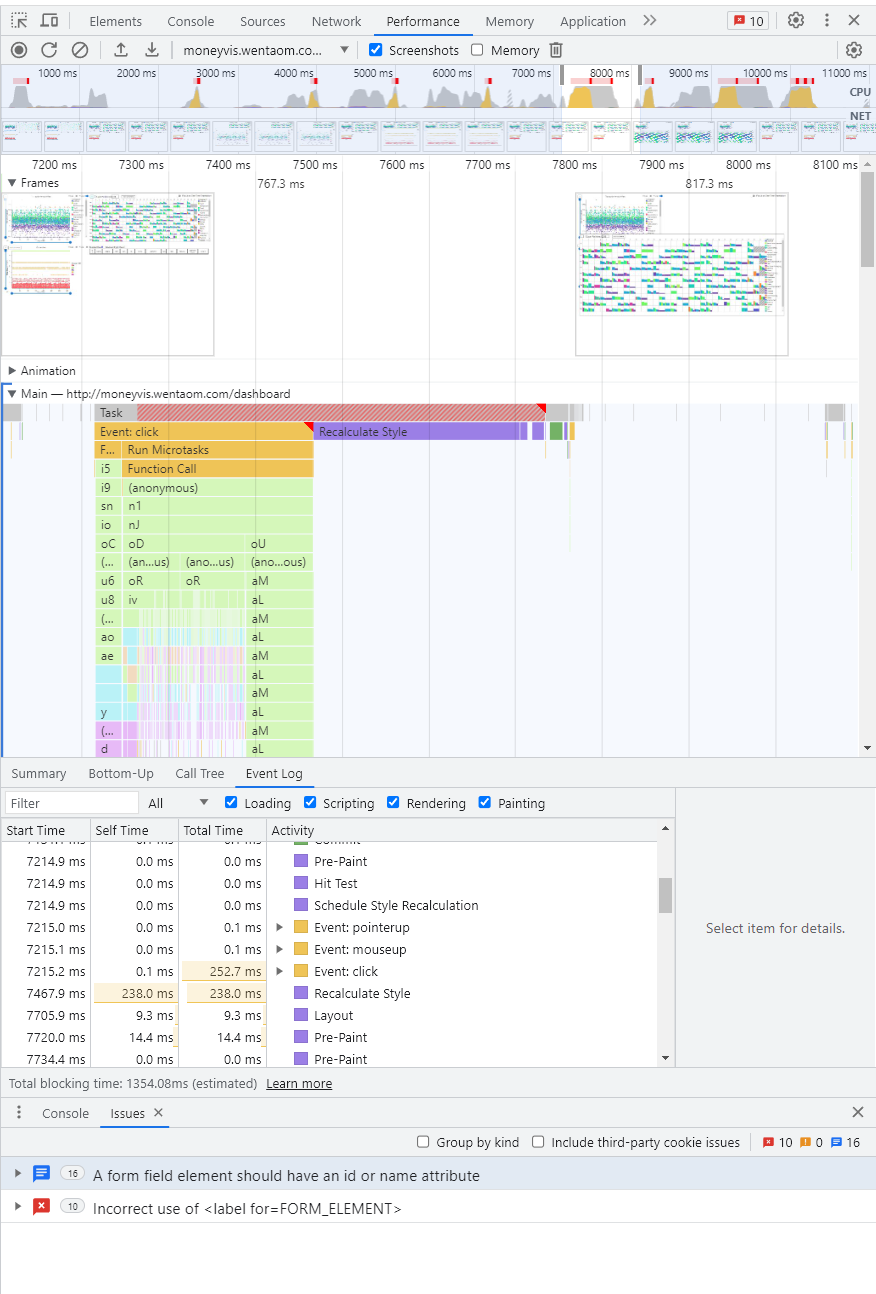 Elements Console Sources Network Performance Memory Application 10
moneyvis.wentaom.co... Screenshots Memory
1000 ms 2000 ms 3000 ms 4000 ms 5000 ms 6000 ms 7000 ms 8000 ms 9000 ms 10000 ms 11000 ms
CPU
NET
7200 ms 7300 ms 7400 ms 7500 ms 7600 ms 7700 ms 7800 ms 7900 ms 8000 ms 8100 ms
Frames 767.3 ms 817.3 ms
Animation
Main — http://moneyvis.wentaom.com/dashboard
Task
Event: click Recalculate Style
F... Run Microtasks
i5 Function Call
i9 (anonymous)
sn n1
io nJ
oC oD oU
(... (an...us) (ano...us) (ano...ous)
u6 oR oR aM
u8 iv aL
(... aM
ao aL
ae aM
aL
aM
y aL
(... aM
d aL
Summary Bottom-Up Call Tree Event Log
Filter All Loading Scripting Rendering Painting
Start Time Self Time Total Time Activity
Commit
7214.9 ms 0.0 ms 0.0 ms Pre-Paint
7214.9 ms 0.0 ms 0.0 ms Hit Test
7214.9 ms 0.0 ms 0.0 ms Schedule Style Recalculation
7215.0 ms 0.0 ms 0.1 ms Event: pointerup
7215.1 ms 0.0 ms 0.1 ms Event: mouseup
7215.2 ms 0.1 ms 252.7 ms Event: click
7467.9 ms 238.0 ms 238.0 ms Recalculate Style
7705.9 ms 9.3 ms 9.3 ms Layout
7720.0 ms 14.4 ms 14.4 ms Pre-Paint
7734.4 ms 0.0 ms 0.0 ms Pre-Paint
Select item for details.
Total blocking time: 1354.08ms (estimated) Learn more
Console Issues
Group by kind Include third-party cookie issues 10 0 16
16 A form field element should have an id or name attribute
10 Incorrect use of <label for=FORM_ELEMENT>